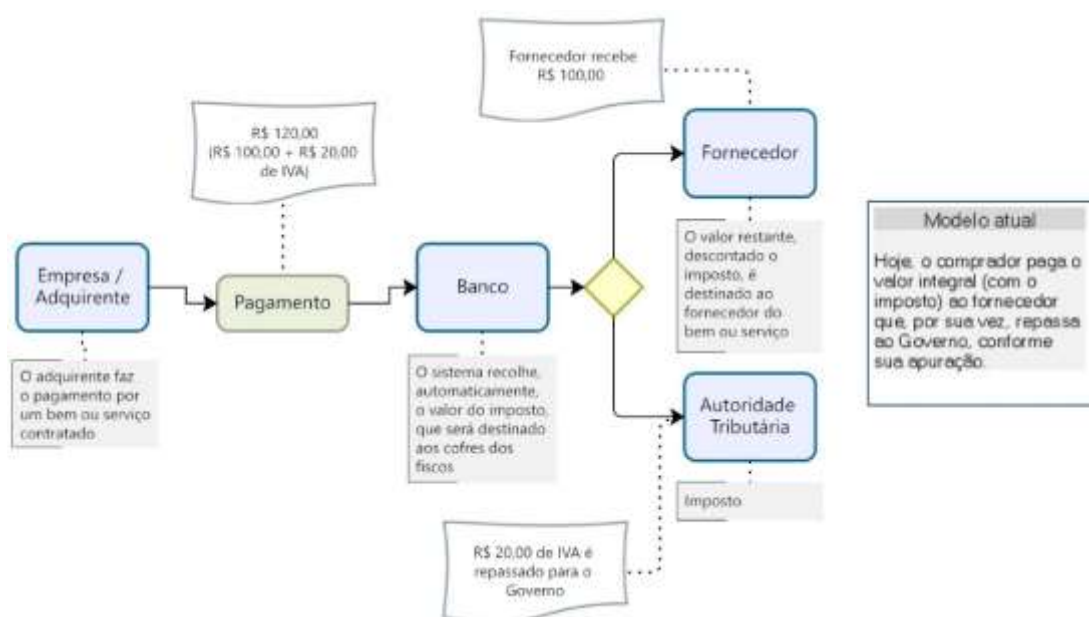 Fornecedor recebe
R$ 100,00
R$ 120,00
(R$ 100,00 + R$ 20,00
de IVA)
Fornecedor
Empresa /
Adquirente
Pagamento
Banco
O valor restante,
descontado o
imposto, é
destinado ao
fornecedor do
bem ou serviço
Modelo atual
Hoje, o comprador paga o
valor integral (com o
imposto) ao fornecedor
que, por sua vez, repassa
ao Governo, conforme
sua apuração.
O adquirente faz
o pagamento por
um bem ou serviço
contratado
O sistema recolhe,
automaticamente,
o valor do imposto,
que será destinado
aos cofres dos
fiscos
Autoridade
Tributária
Imposto
R$ 20,00 de IVA é
repassado para o
Governo